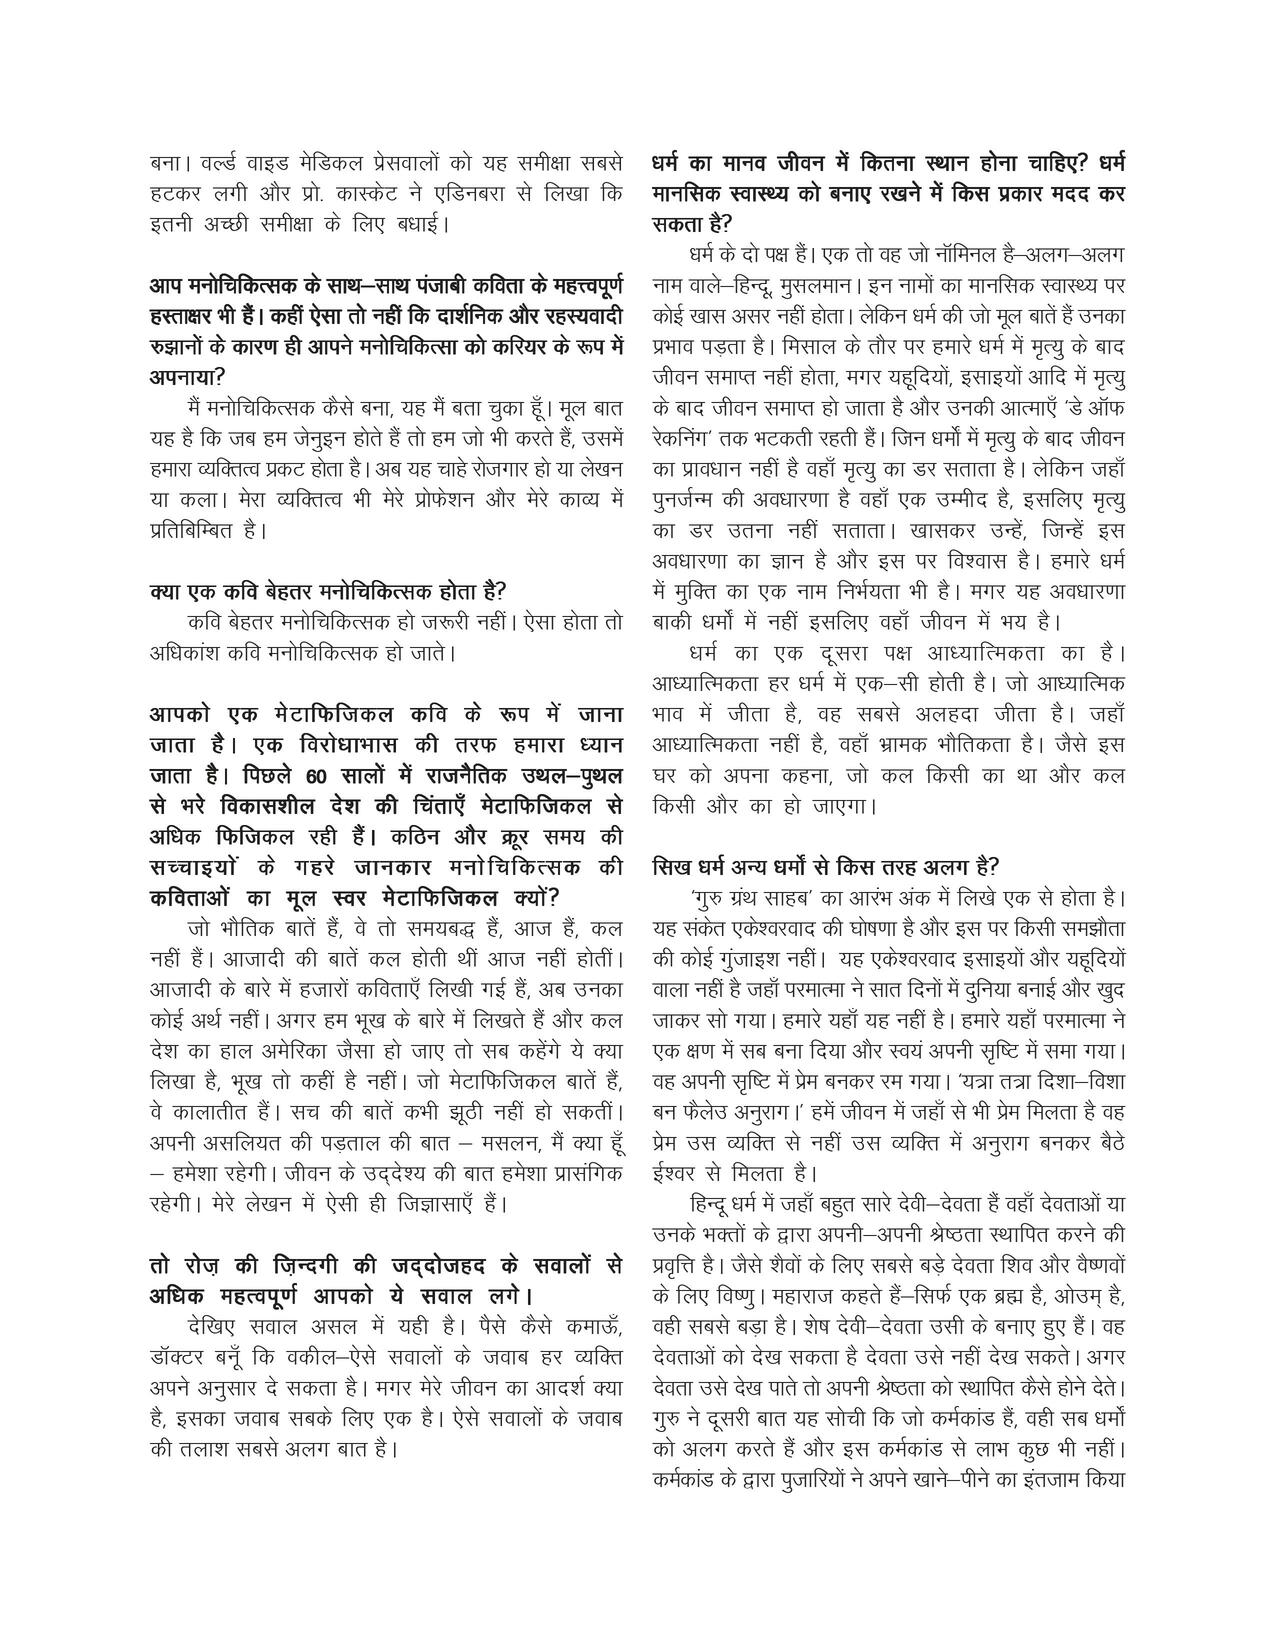 बना। वर्ल्ड वाइड मेडिकल प्रेसवालों को यह समीक्षा सबसे
हटकर लगी और प्रो. कास्केट ने एडिनबरा से लिखा कि
इतनी अच्छी समीक्षा के लिए बधाई।
आप मनोचिकित्सक के साथ–साथ पंजाबी कविता के महत्त्वपूर्ण
हस्ताक्षर भी हैं। कहीं ऐसा तो नहीं कि दार्शनिक और रहस्यवादी
रुझानों के कारण ही आपने मनोचिकित्सा को करियर के रूप में
अपनाया?
मैं मनोचिकित्सक कैसे बना, यह मैं बता चुका हूँ। मूल बात
यह है कि जब हम जेनुइन होते हैं तो हम जो भी करते हैं, उसमें
हमारा व्यक्तित्व प्रकट होता है। अब यह चाहे रोजगार हो या लेखन
या कला। मेरा व्यक्तित्व भी मेरे प्रोफेशन और मेरे काव्य में
प्रतिबिम्बित है।
क्या एक कवि बेहतर मनोचिकित्सक होता है?
कवि बेहतर मनोचिकित्सक हो जरूरी नहीं। ऐसा होता तो
अधिकांश कवि मनोचिकित्सक हो जाते।
आपको एक मेटाफिजिकल कवि के रूप में जाना
जाता है। एक विरोधाभास की तरफ हमारा ध्यान
जाता है। पिछले 60 सालों में राजनैतिक उथल–पुथल
से भरे विकासशील देश की चिंताएँ मेटाफिजिकल से
अधिक फिजिकल रही हैं। कठिन और क्रूर समय की
सच्चाइयों के गहरे जानकार मनोचिकित्सक की
कविताओं का मूल स्वर मेटाफिजिकल क्यों?
जो भौतिक बातें हैं, वे तो समयबद्ध हैं, आज हैं, कल
नहीं हैं। आजादी की बातें कल होती थीं आज नहीं होतीं।
आजादी के बारे में हजारों कविताएँ लिखी गई हैं, अब उनका
कोई अर्थ नहीं। अगर हम भूख के बारे में लिखते हैं और कल
देश का हाल अमेरिका जैसा हो जाए तो सब कहेंगे ये क्या
लिखा है, भूख तो कहीं है नहीं। जो मेटाफिजिकल बातें हैं,
वे कालातीत हैं। सच की बातें कभी झूठी नहीं हो सकतीं।
अपनी असलियत की पड़ताल की बात – मसलन, मैं क्या हूँ
– हमेशा रहेगी। जीवन के उद्देश्य की बात हमेशा प्रासंगिक
रहेगी। मेरे लेखन में ऐसी ही जिज्ञासाएँ हैं।
तो रोज़ की ज़िन्दगी की जद्दोजहद के सवालों से
अधिक महत्वपूर्ण आपको ये सवाल लगे।
देखिए सवाल असल में यही है। पैसे कैसे कमाऊँ,
डॉक्टर बनूँ कि वकील–ऐसे सवालों के जवाब हर व्यक्ति
अपने अनुसार दे सकता है। मगर मेरे जीवन का आदर्श क्या
है, इसका जवाब सबके लिए एक है। ऐसे सवालों के जवाब
की तलाश सबसे अलग बात है।
धर्म का मानव जीवन में कितना स्थान होना चाहिए? धर्म
मानसिक स्वास्थ्य को बनाए रखने में किस प्रकार मदद कर
सकता है?
धर्म के दो पक्ष हैं। एक तो वह जो नॉमिनल है–अलग–अलग
नाम वाले–हिन्दू, मुसलमान। इन नामों का मानसिक स्वास्थ्य पर
कोई खास असर नहीं होता। लेकिन धर्म की जो मूल बातें हैं उनका
प्रभाव पड़ता है। मिसाल के तौर पर हमारे धर्म में मृत्यु के बाद
जीवन समाप्त नहीं होता, मगर यहूदियों, इसाइयों आदि में मृत्यु
के बाद जीवन समाप्त हो जाता है और उनकी आत्माएँ ‘डे ऑफ
रेकनिंग’ तक भटकती रहती हैं। जिन धर्मों में मृत्यु के बाद जीवन
का प्रावधान नहीं है वहाँ मृत्यु का डर सताता है। लेकिन जहाँ
पुनर्जन्म की अवधारणा है वहाँ एक उम्मीद है, इसलिए मृत्यु
का डर उतना नहीं सताता। खासकर उन्हें, जिन्हें इस
अवधारणा का ज्ञान है और इस पर विश्वास है। हमारे धर्म
में मुक्ति का एक नाम निर्भयता भी है। मगर यह अवधारणा
बाकी धर्मों में नहीं इसलिए वहाँ जीवन में भय है।
धर्म का एक दूसरा पक्ष आध्यात्मिकता का है।
आध्यात्मिकता हर धर्म में एक–सी होती है। जो आध्यात्मिक
भाव में जीता है, वह सबसे अलहदा जीता है। जहाँ
आध्यात्मिकता नहीं है, वहाँ भ्रामक भौतिकता है। जैसे इस
घर को अपना कहना, जो कल किसी का था और कल
किसी और का हो जाएगा।
सिख धर्म अन्य धर्मों से किस तरह अलग है?
‘गुरु ग्रंथ साहब’ का आरंभ अंक में लिखे एक से होता है।
यह संकेत एकेश्वरवाद की घोषणा है और इस पर किसी समझौता
की कोई गुंजाइश नहीं। यह एकेश्वरवाद इसाइयों और यहूदियों
वाला नहीं है जहाँ परमात्मा ने सात दिनों में दुनिया बनाई और खुद
जाकर सो गया। हमारे यहाँ यह नहीं है। हमारे यहाँ परमात्मा ने
एक क्षण में सब बना दिया और स्वयं अपनी सृष्टि में समा गया।
वह अपनी सृष्टि में प्रेम बनकर रम गया। ‘यत्रा तत्रा दिशा–विशा
बन फैलेउ अनुराग।’ हमें जीवन में जहाँ से भी प्रेम मिलता है वह
प्रेम उस व्यक्ति से नहीं उस व्यक्ति में अनुराग बनकर बैठे
ईश्वर से मिलता है।
हिन्दू धर्म में जहाँ बहुत सारे देवी–देवता हैं वहाँ देवताओं या
उनके भक्तों के द्वारा अपनी–अपनी श्रेष्ठता स्थापित करने की
प्रवृत्ति है। जैसे शैवों के लिए सबसे बड़े देवता शिव और वैष्णवों
के लिए विष्णु। महाराज कहते हैं–सिर्फ एक ब्रह्म है, ओउम् है,
वही सबसे बड़ा है। शेष देवी–देवता उसी के बनाए हुए हैं। वह
देवताओं को देख सकता है देवता उसे नहीं देख सकते। अगर
देवता उसे देख पाते तो अपनी श्रेष्ठता को स्थापित कैसे होने देते।
गुरु ने दूसरी बात यह सोची कि जो कर्मकांड हैं, वही सब धर्मों
को अलग करते हैं और इस कर्मकांड से लाभ कुछ भी नहीं।
कर्मकांड के द्वारा पुजारियों ने अपने खाने–पीने का इंतजाम किया